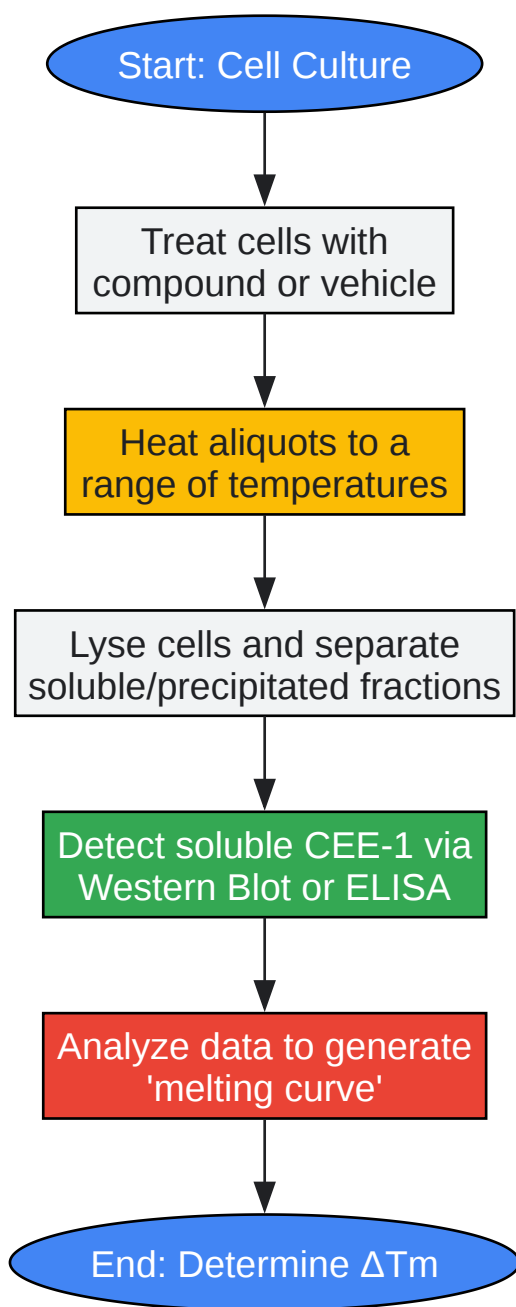 Start: Cell Culture
Treat cells with
compound or vehicle
Heat aliquots to a
range of temperatures
Lyse cells and separate
soluble/precipitated fractions
Detect soluble CEE-1 via
Western Blot or ELISA
Analyze data to generate
'melting curve'
End: Determine ΔTm